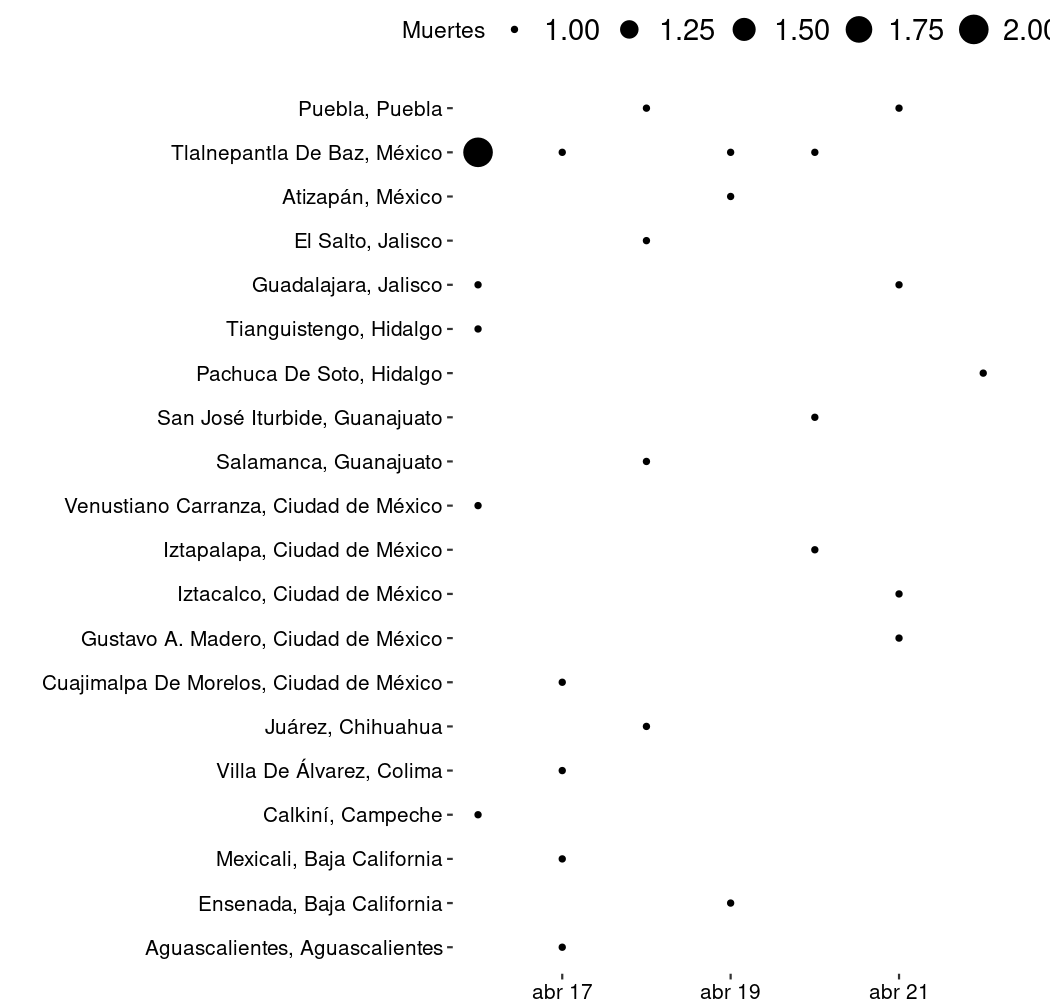 Muertes 1.00 1.25 1.50 1.75 2.00
Puebla, Puebla
Tlalnepantla De Baz, México
Atizapán, México
El Salto, Jalisco
Guadalajara, Jalisco
Tianguistengo, Hidalgo
Pachuca De Soto, Hidalgo
San José Iturbide, Guanajuato
Salamanca, Guanajuato
Venustiano Carranza, Ciudad de México
Iztapalapa, Ciudad de México
Iztacalco, Ciudad de México
Gustavo A. Madero, Ciudad de México
Cuajimalpa De Morelos, Ciudad de México
Juárez, Chihuahua
Villa De Álvarez, Colima
Calkiní, Campeche
Mexicali, Baja California
Ensenada, Baja California
Aguascalientes, Aguascalientes
abr 17 abr 19 abr 21